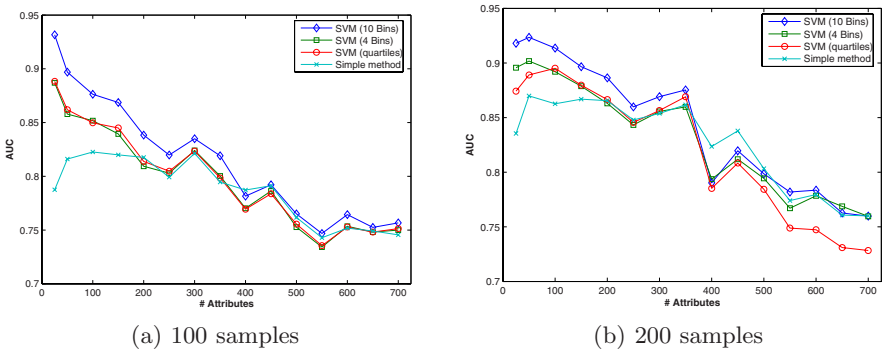 0.95
0.9
0.85
0.8
0.75
0.7
AUC
0 100 200 300 400 500 600 700
# Attributes
SVM (10 Bins)
SVM (4 Bins)
SVM (quartiles)
Simple method
(a) 100 samples
0.95
0.9
0.85
0.8
0.75
0.7
AUC
0 100 200 300 400 500 600 700
# Attributes
SVM (10 Bins)
SVM (4 Bins)
SVM (quartiles)
Simple method
(b) 200 samples